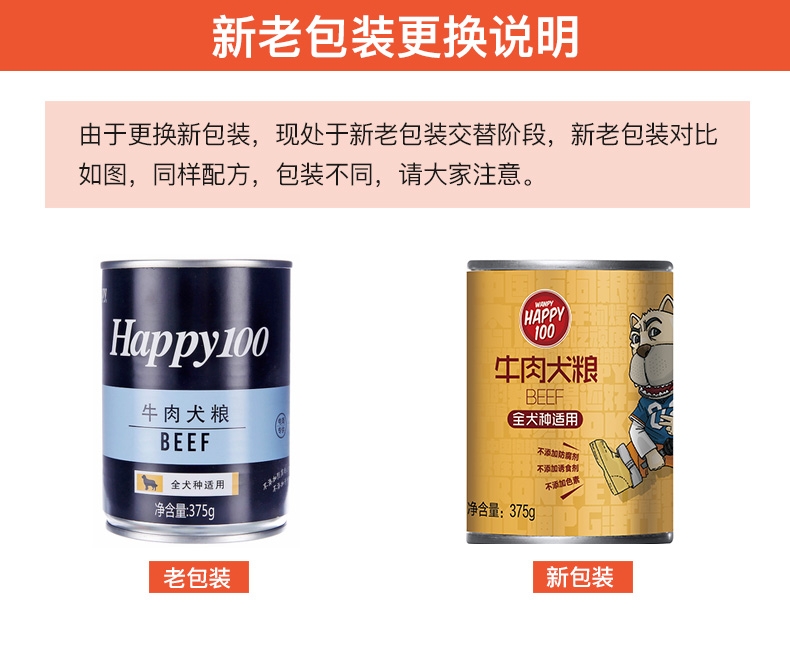 新老包装更换说明
由于更换新包装，现处于新老包装交替阶段，新老包装对比
如图，同样配方，包装不同，请大家注意。
Happy100
牛肉犬粮
BEEF
全犬种适用
净含量:375g
老包装
WANPY
HAPPY
100
牛肉犬粮
BEEF
全犬种适用
不添加防腐剂
不添加诱食剂
不添加色素
净含量：375g
新包装